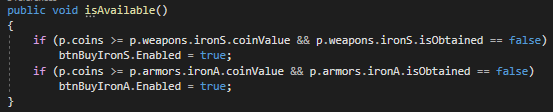 public void isAvailable()
{
if (p.coins >= p.weapons.ironS.coinValue && p.weapons.ironS.isObtained == false)
btnBuyIronS.Enabled = true;
if (p.coins >= p.armors.ironA.coinValue && p.armors.ironA.isObtained == false)
btnBuyIronA.Enabled = true;
}